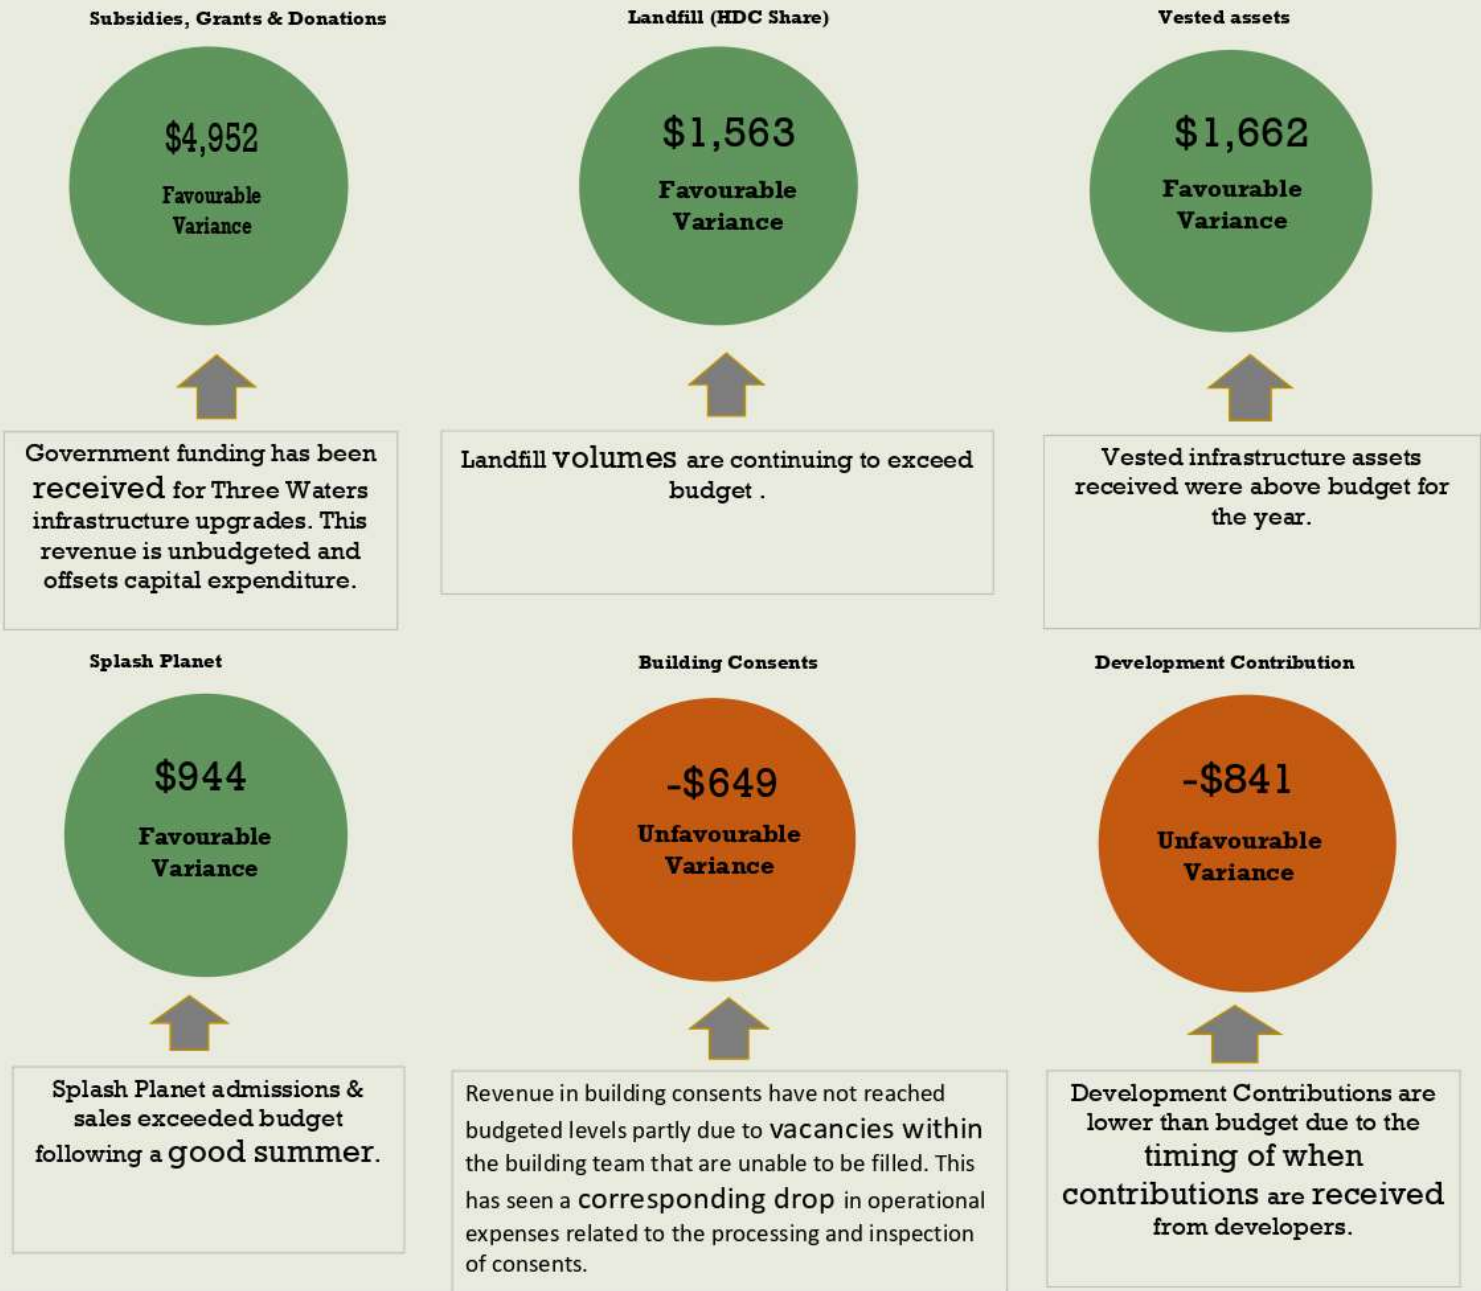 Subsidies, Grants & Donations
$4,952
Favourable
Variance
Government funding has been
received for Three Waters
infrastructure upgrades. This
revenue is unbudgeted and
offsets capital expenditure.
Landfill (HDC Share)
$1,563
Favourable
Variance
Landfill volumes are continuing to exceed
budget .
Vested assets
$1,662
Favourable
Variance
Vested infrastructure assets
received were above budget for
the year.
Splash Planet
$944
Favourable
Variance
Splash Planet admissions &
sales exceeded budget
following a good summer.
Building Consents
-$649
Unfavourable
Variance
Revenue in building consents have not reached
budgeted levels partly due to vacancies within
the building team that are unable to be filled. This
has seen a corresponding drop in operational
expenses related to the processing and inspection
of consents.
Development Contribution
-$841
Unfavourable
Variance
Development Contributions are
lower than budget due to the
timing of when
contributions are received
from developers.